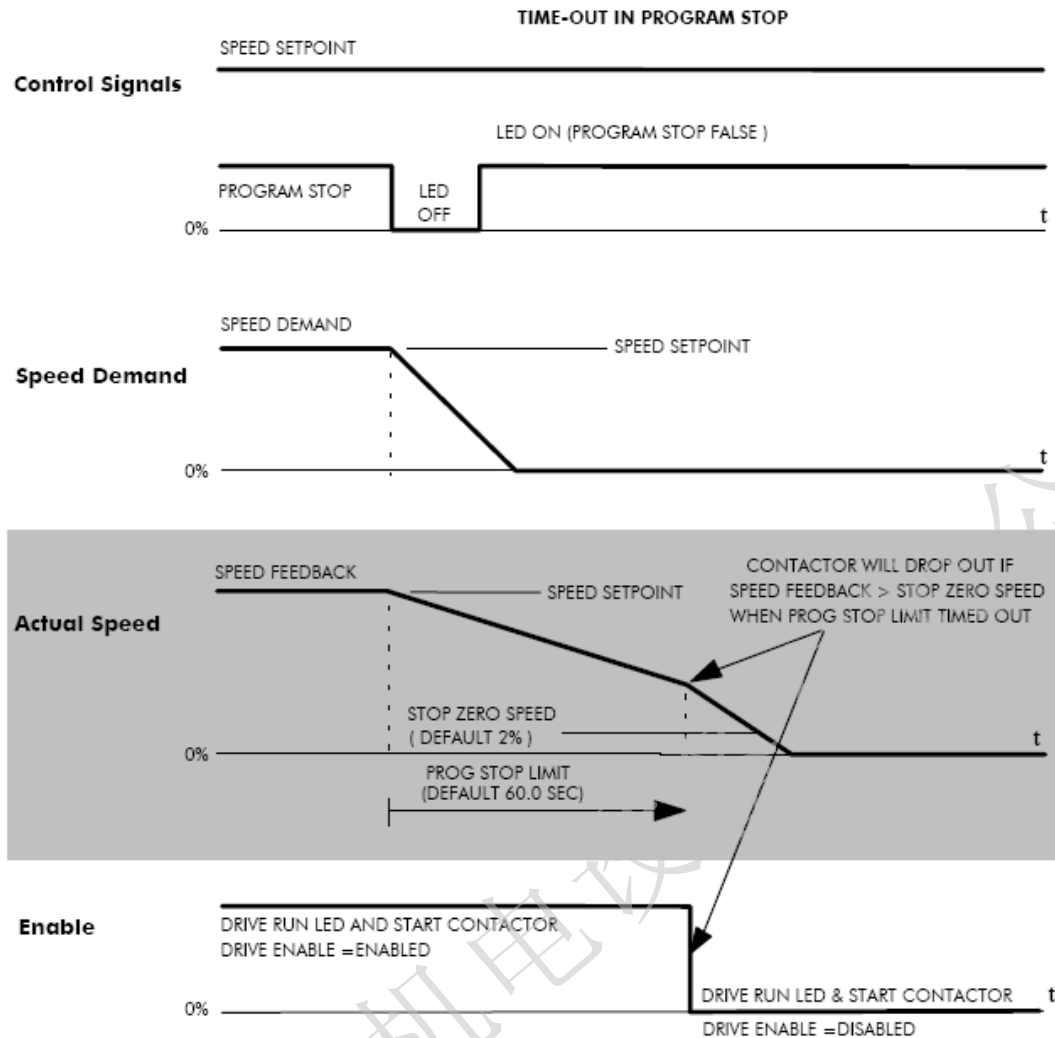 TIME-OUT IN PROGRAM STOP
SPEED SETPOINT
Control Signals
LED ON (PROGRAM STOP FALSE )
PROGRAM STOP
LED
OFF
0%
t
SPEED DEMAND
SPEED SETPOINT
Speed Demand
0%
t
SPEED FEEDBACK
SPEED SETPOINT
CONTACTOR WILL DROP OUT IF
SPEED FEEDBACK > STOP ZERO SPEED
WHEN PROG STOP LIMIT TIMED OUT
Actual Speed
STOP ZERO SPEED
( DEFAULT 2% )
0%
t
PROG STOP LIMIT
(DEFAULT 60.0 SEC)
Enable
DRIVE RUN LED AND START CONTACTOR
DRIVE ENABLE =ENABLED
0%
DRIVE RUN LED & START CONTACTOR
t
DRIVE ENABLE =DISABLED
机电设